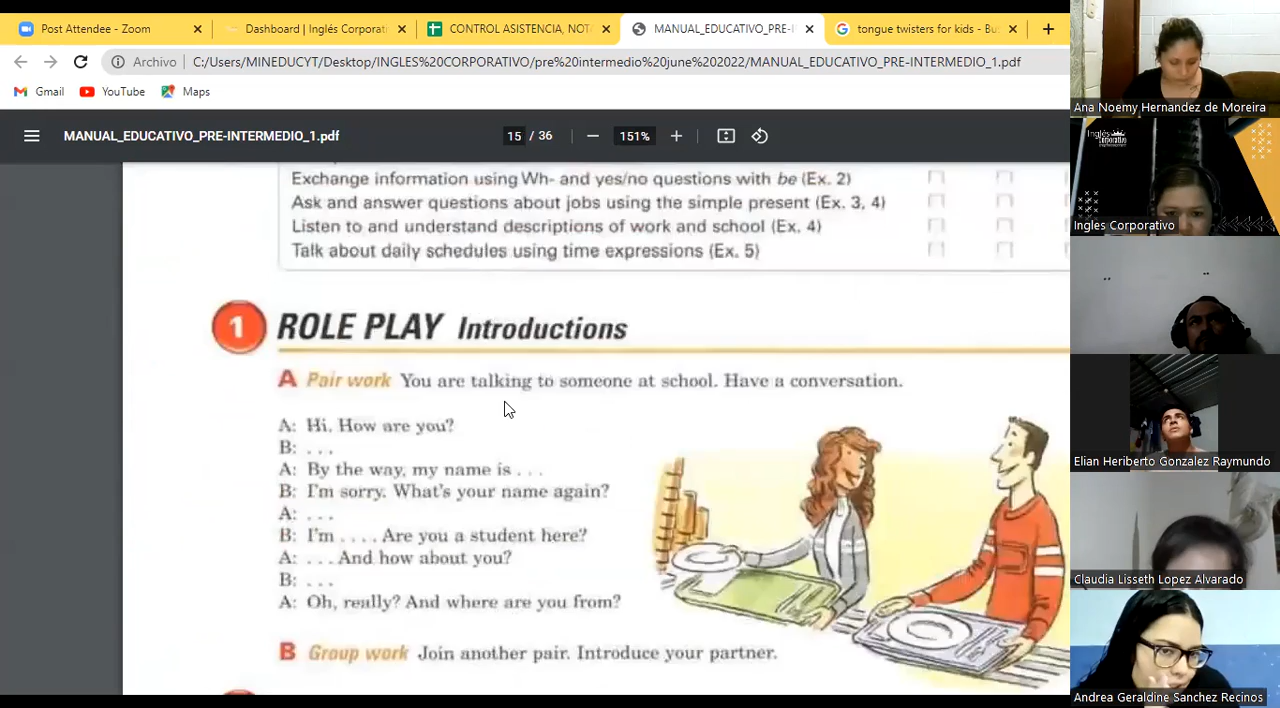 Post Attendee - Zoom
Dashboard | Inglés Corporati
CONTROL ASISTENCIA, NOT
MANUAL_EDUCATIVO_PRE-I
tongue twisters for kids - Bu
Archivo
C:/Users/MINEDUCYT/Desktop/INGLES%20CORPORATIVO/pre%20intermedio%20june%202022/MANUAL_EDUCATIVO_PRE-INTERMEDIO_1.pdf
Gmail
YouTube
Maps
MANUAL_EDUCATIVO_PRE-INTERMEDIO_1.pdf
15 / 36
151%
Exchange information using Wh- and yes/no questions with be (Ex. 2)
Ask and answer questions about jobs using the simple present (Ex. 3, 4)
Listen to and understand descriptions of work and school (Ex. 4)
Talk about daily schedules using time expressions (Ex. 5)
1 ROLE PLAY Introductions
A Pair work You are talking to someone at school. Have a conversation.
A: Hi. How are you?
B: . . .
A: By the way, my name is . . .
B: I'm sorry. What's your name again?
A: . . .
B: I'm . . . . Are you a student here?
A: . . . And how about you?
B: . . .
A: Oh, really? And where are you from?
B Group work Join another pair. Introduce your partner.
Ana Noemy Hernandez de Moreira
Inglés
Corporativo
Ingles Corporativo
Elian Heriberto Gonzalez Raymundo
Claudia Lisseth Lopez Alvarado
Andrea Geraldine Sanchez Recinos